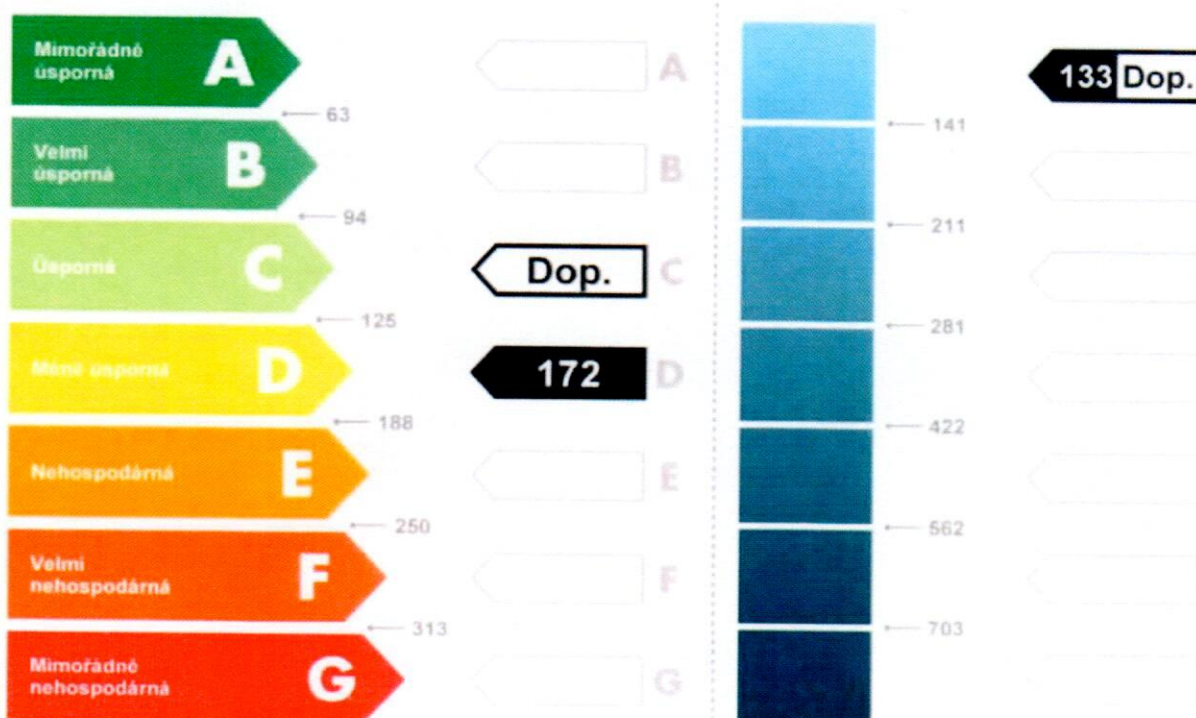 Mimořádně
úsporná
A
A
133 Dop.
63
141
Velmi
úsporná
B
B
94
211
Úsporná
C
Dop.
C
125
281
Méně úsporná
D
172
D
188
422
Nehospodárná
E
E
250
562
Velmi
nehospodárná
F
F
313
703
Mimořádně
nehospodárná
G
G